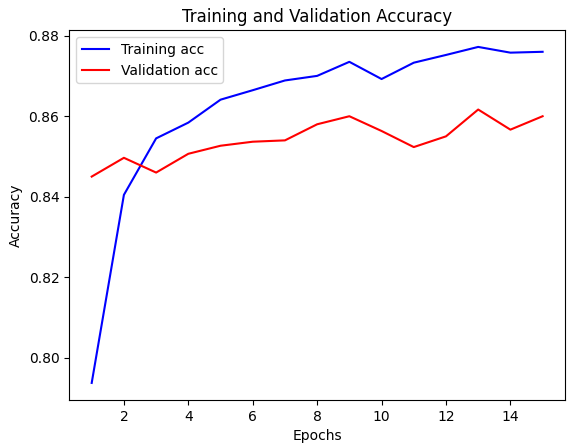 Training and Validation Accuracy
Training acc
Validation acc
0.88
0.86
0.84
0.82
0.80
Accuracy
2 4 6 8 10 12 14
Epochs